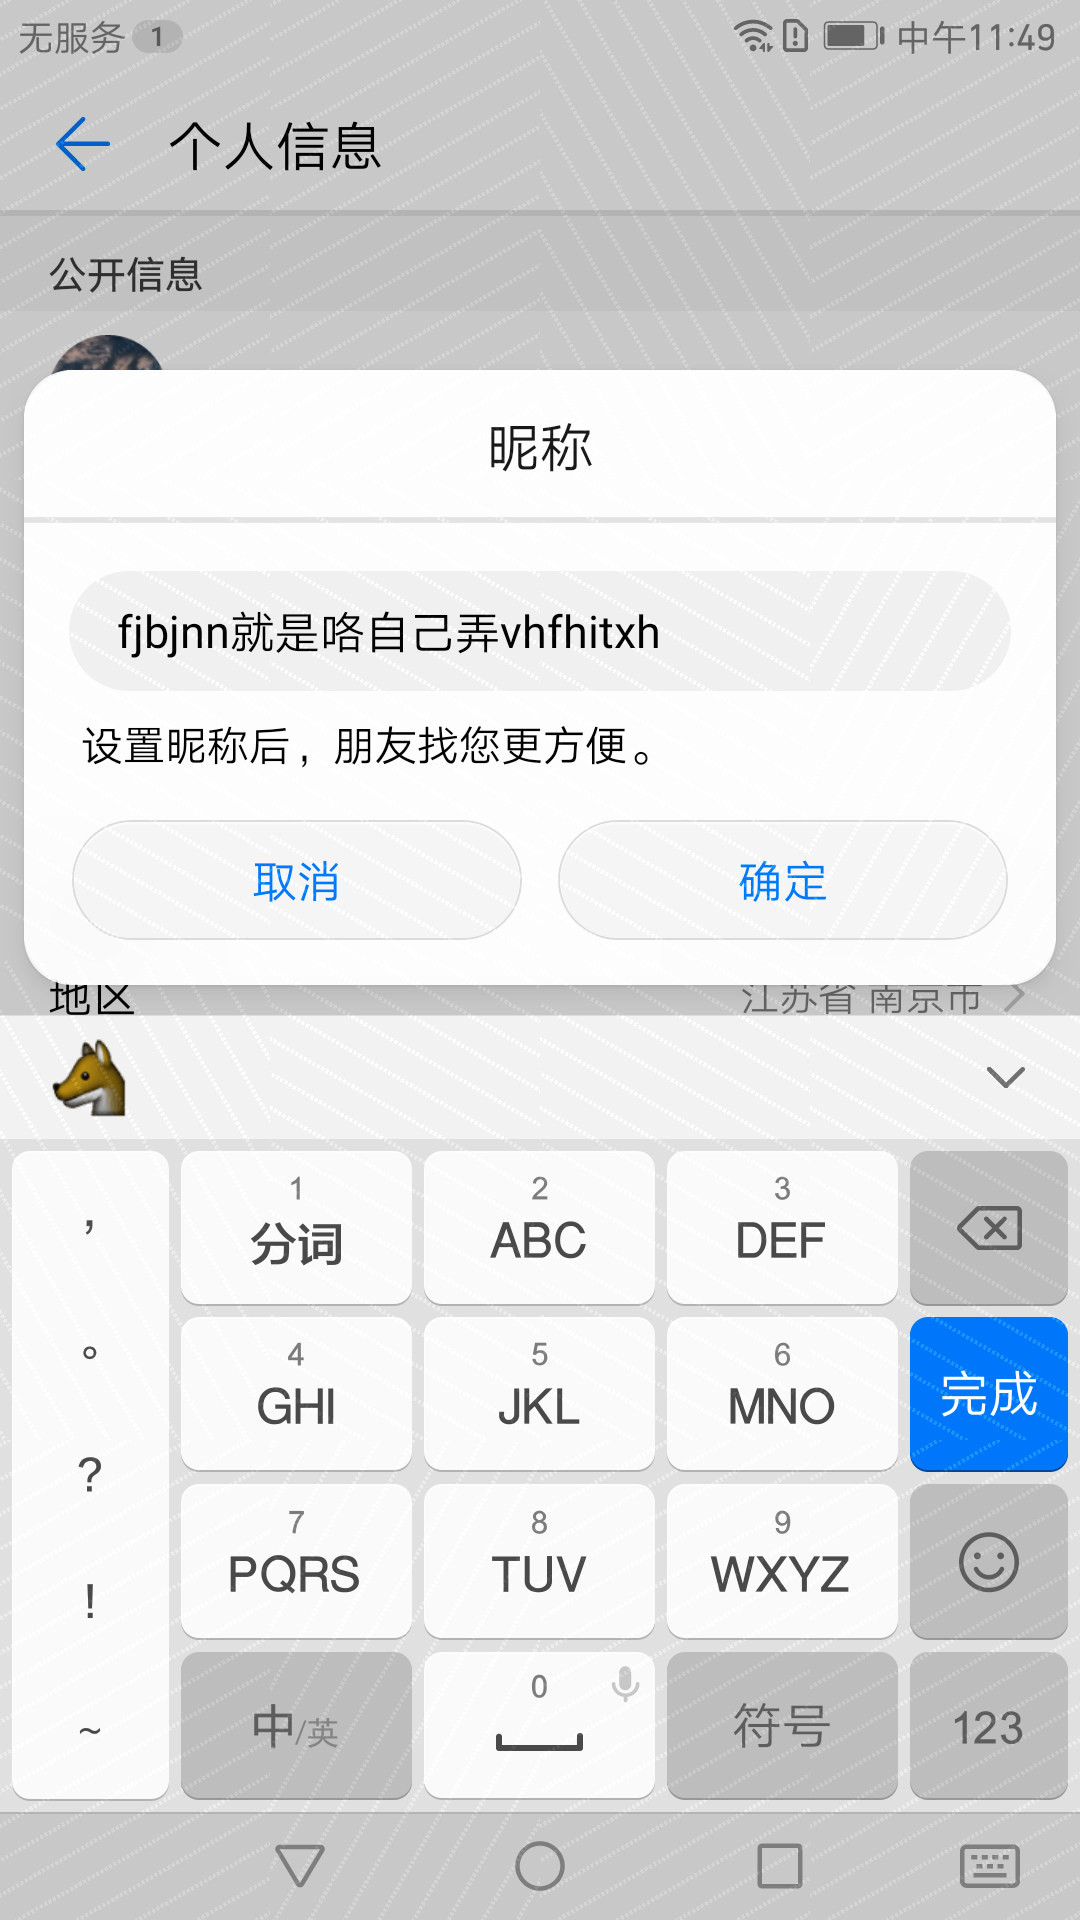 无服务 1 中午11:49
个人信息
公开信息
昵称
fjbjnn就是咯自己弄vhfhitxh
设置昵称后，朋友找您更方便。
取消 确定
地区 江苏省 南京市
，
。
?
!
~
1 2 3
分词 ABC DEF
4 5 6
GHI JKL MNO 完成
7 8 9
PQRS TUV WXYZ
0
中/英 符号 123